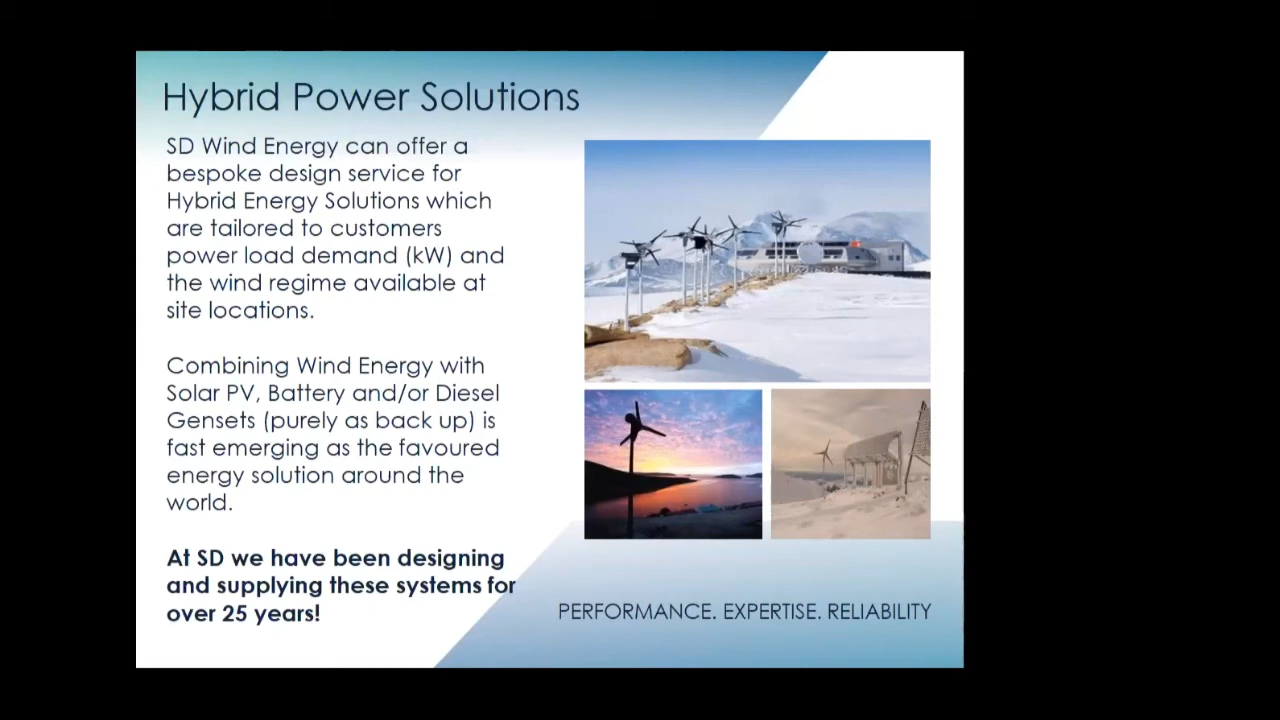 Hybrid Power Solutions
SD Wind Energy can offer a
bespoke design service for
Hybrid Energy Solutions which
are tailored to customers
power load demand (kW) and
the wind regime available at
site locations.
Combining Wind Energy with
Solar PV, Battery and/or Diesel
Gensets (purely as back up) is
fast emerging as the favoured
energy solution around the
world.
At SD we have been designing
and supplying these systems for
over 25 years!
PERFORMANCE. EXPERTISE. RELIABILITY